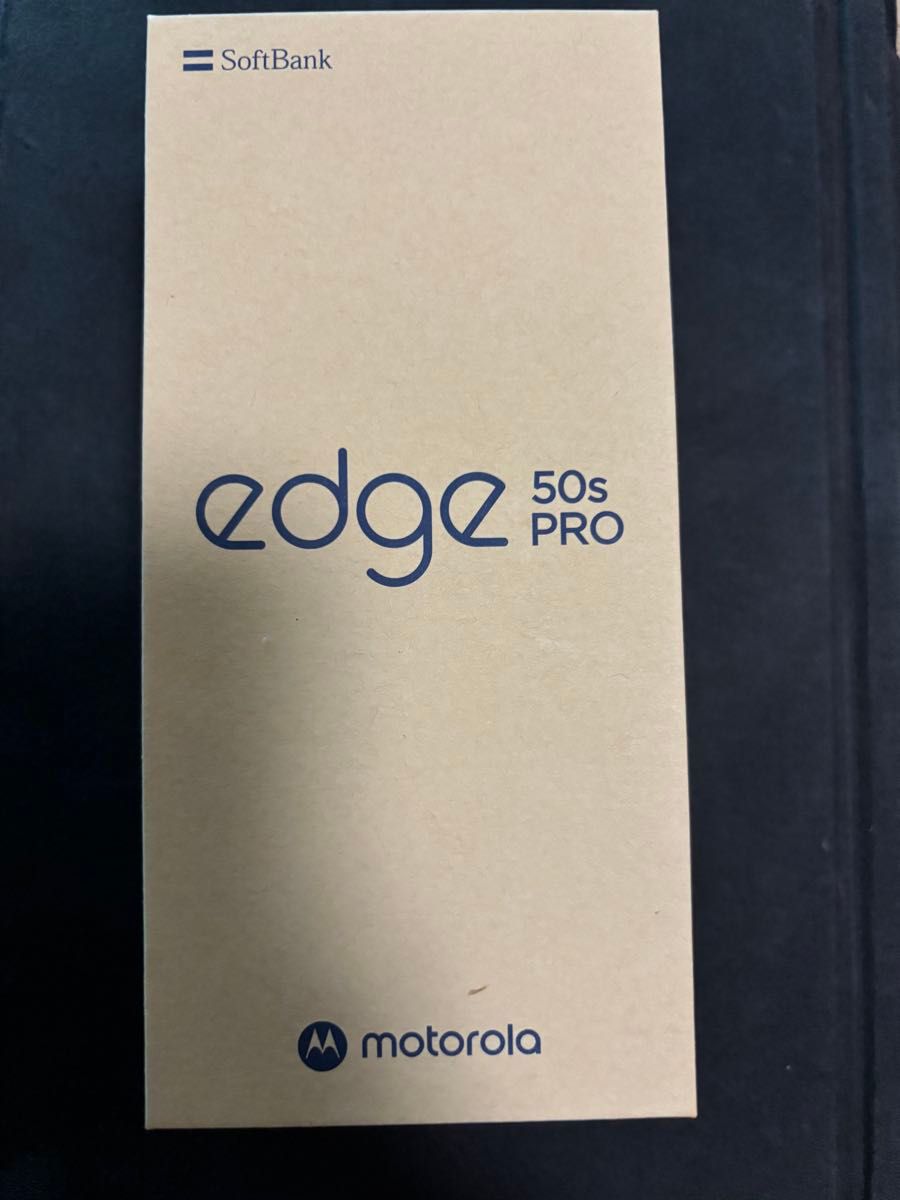 SoftBank
edge 50s
PRO
motorola